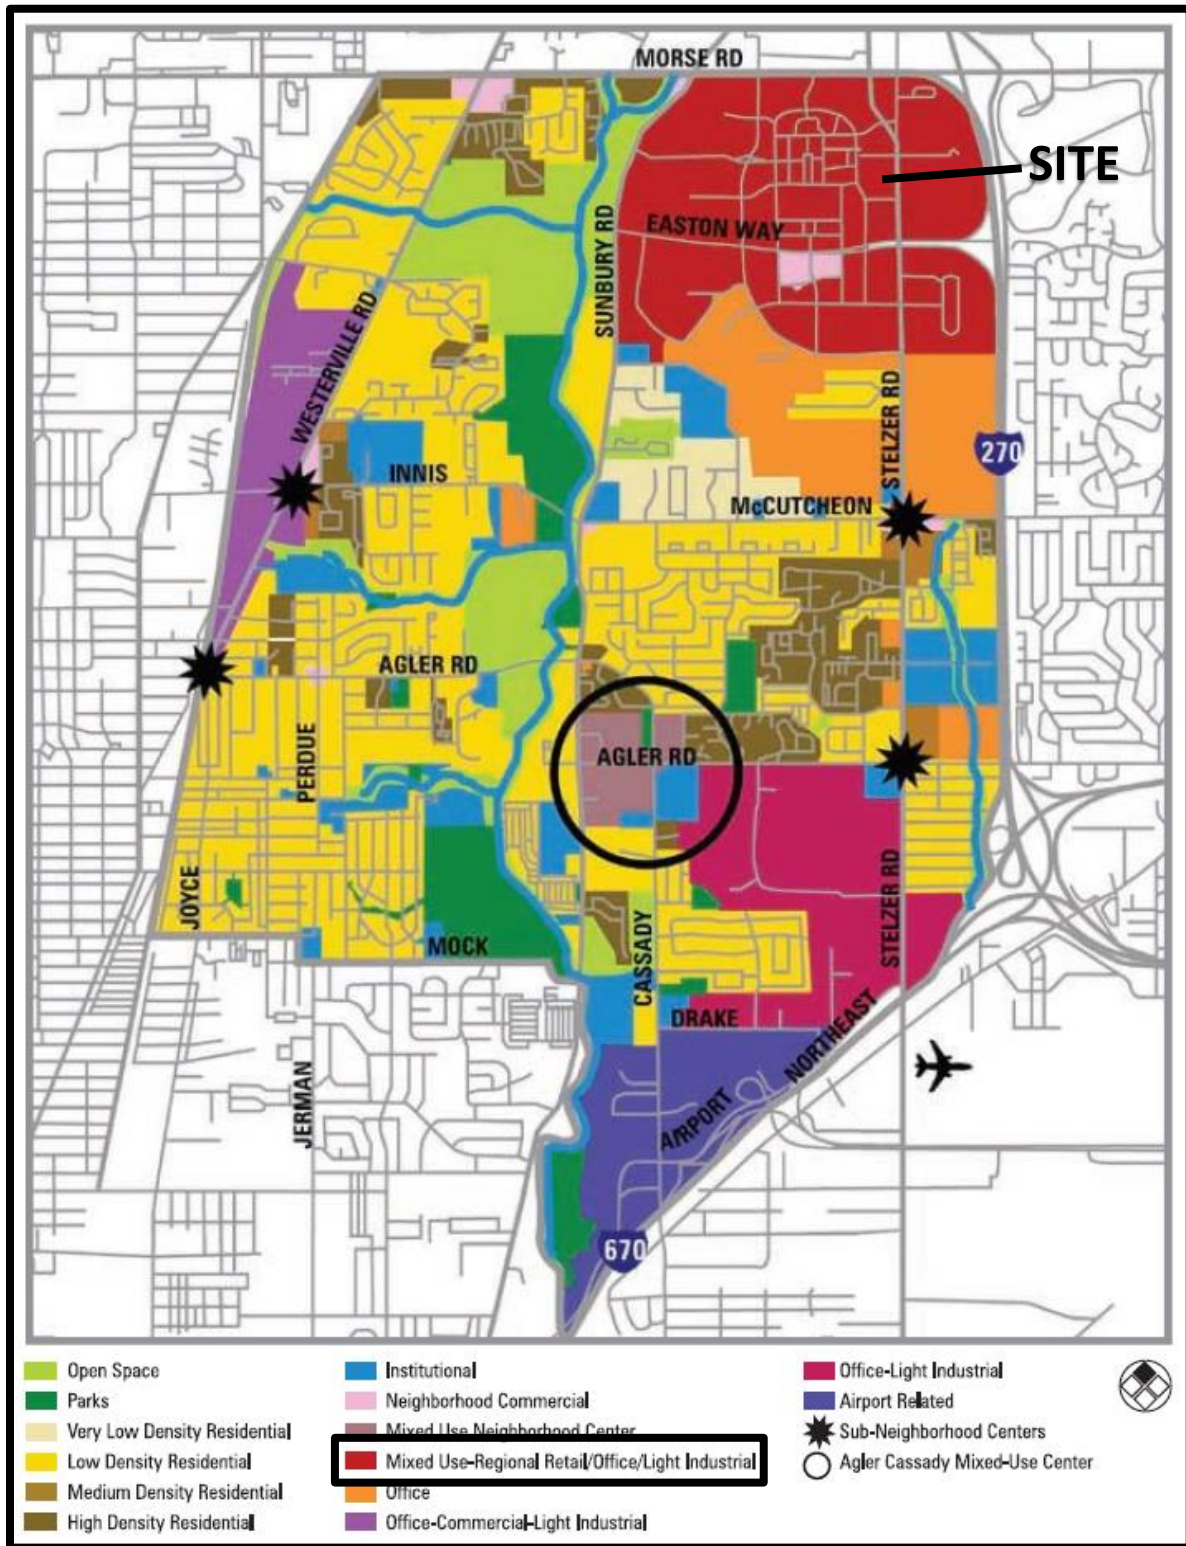 MORSE RD
SITE
EASTON WAY
SUNBURY RD
WESTERVILLE RD
STELZER RD
270
INNIS
McCUTCHEON
AGLER RD
AGLER RD
PERDUE
JOYCE
STELZER RD
MOCK
CASSADY
DRAKE
NORTHEAST
AIRPORT
JERMAN
670
Open Space
Parks
Very Low Density Residential
Low Density Residential
Medium Density Residential
High Density Residential
Institutional
Neighborhood Commercial
Mixed Use Neighborhood Center
Mixed Use-Regional Retail/Office/Light Industrial
Office
Office-Commercial-Light Industrial
Office-Light Industrial
Airport Related
Sub-Neighborhood Centers
Agler Cassady Mixed-Use Center